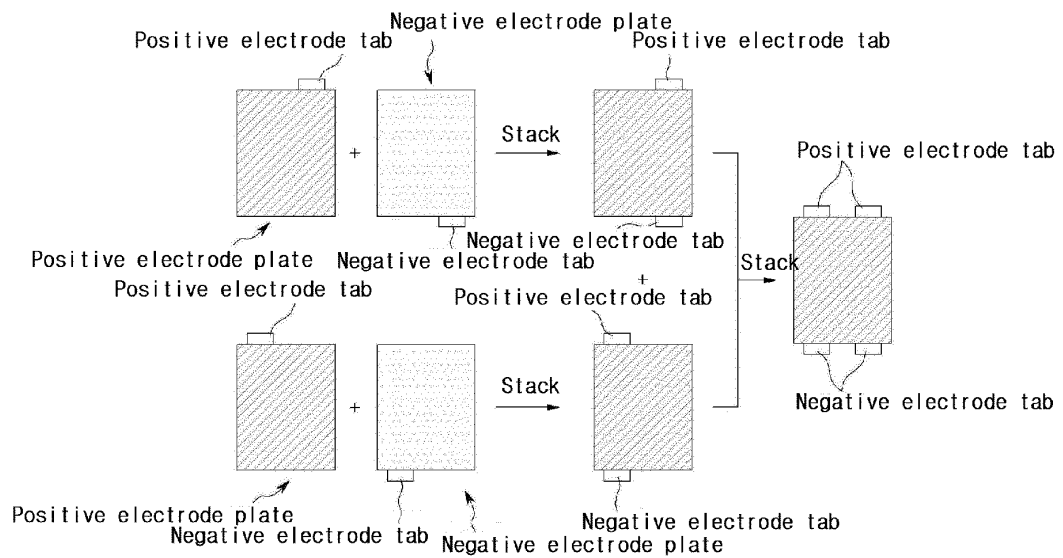 Negative electrode plate
Positive electrode tab
Positive electrode tab
+
Stack
Positive electrode tab
Negative electrode tab
Positive electrode plate
Negative electrode tab
+
Stack
Positive electrode tab
Positive electrode tab
+
Stack
Negative electrode tab
Positive electrode plate
Negative electrode tab
Negative electrode tab
Negative electrode plate